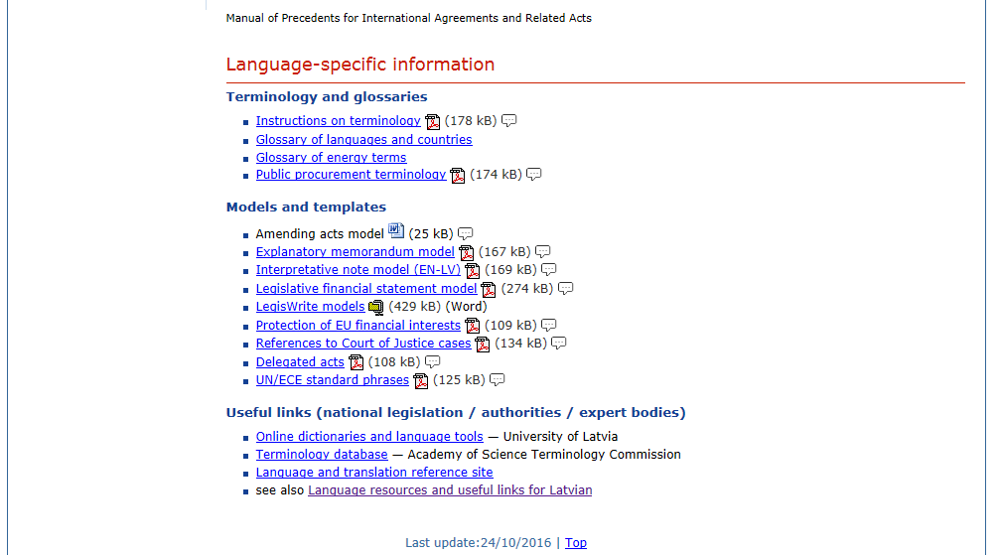 Manual of Precedents for International Agreements and Related Acts
Language-specific information
Terminology and glossaries
Instructions on terminology (178 kB)
Glossary of languages and countries
Glossary of energy terms
Public procurement terminology (174 kB)
Models and templates
Amending acts model (25 kB)
Explanatory memorandum model (167 kB)
Interpretative note model (EN-LV) (169 kB)
Legislative financial statement model (274 kB)
LegisWrite models (429 kB) (Word)
Protection of EU financial interests (109 kB)
References to Court of Justice cases (134 kB)
Delegated acts (108 kB)
UN/ECE standard phrases (125 kB)
Useful links (national legislation / authorities / expert bodies)
Online dictionaries and language tools — University of Latvia
Terminology database — Academy of Science Terminology Commission
Language and translation reference site
see also Language resources and useful links for Latvian
Last update:24/10/2016 | Top